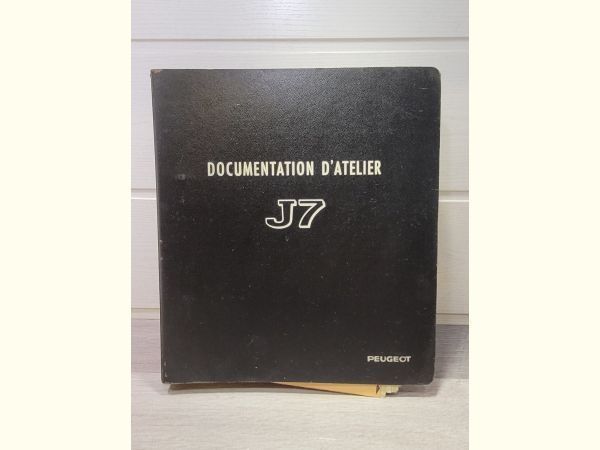 DOCUMENTATION D'ATELIER
J7
PEUGEOT